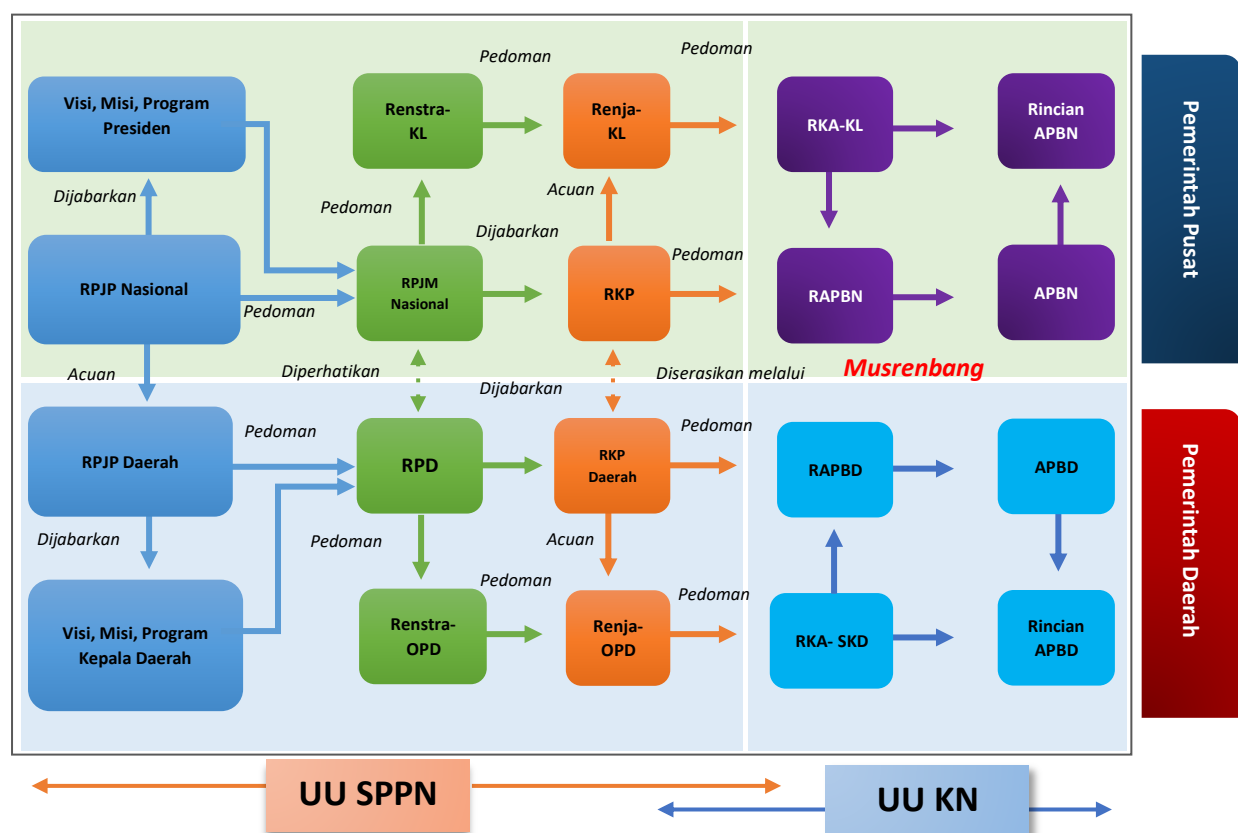 Pedoman
Pedoman
Visi, Misi, Program
Presiden
Renstra-
KL
Renja-
KL
RKA-KL
Rincian
APBN
Dijabarkan
Pedoman
Acuan
Dijabarkan
Pedoman
RPJP Nasional
Pedoman
RPJM
Nasional
RKP
RAPBN
APBN
Pemerintah Pusat
Acuan
Diperhatikan
Dijabarkan
Diserasikan melalui
Musrenbang
RPJP Daerah
Pedoman
RPD
RKP
Daerah
Pedoman
RAPBD
APBD
Dijabarkan
Pedoman
Acuan
Pedoman
Pedoman
Visi, Misi, Program
Kepala Daerah
Renstra-
OPD
Renja-
OPD
RKA- SKD
Rincian
APBD
Pemerintah Daerah
UU SPPN
UU KN